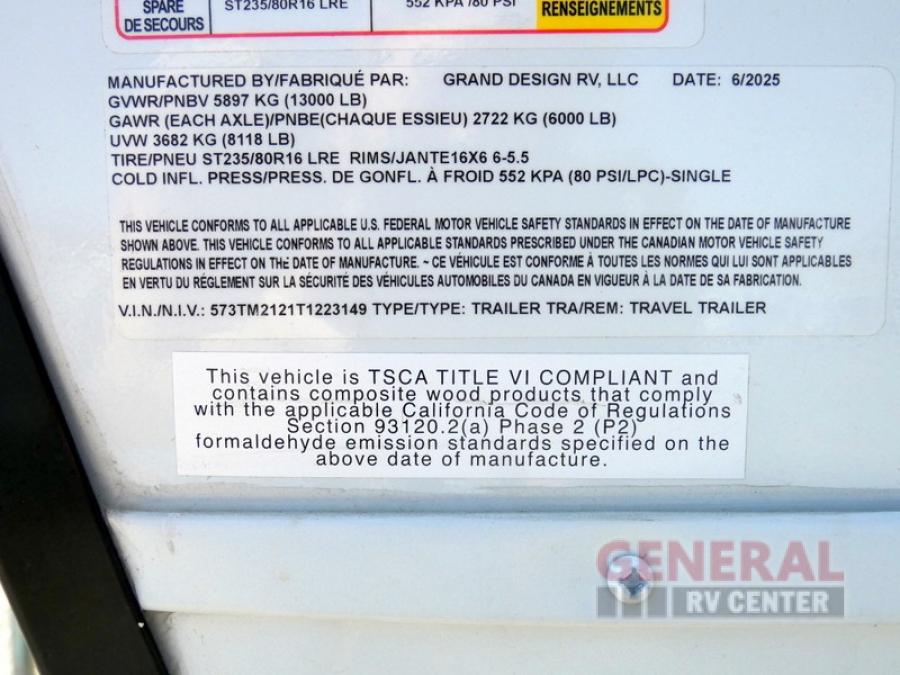 SPARE
DE SECOURS
ST235/80R16 LRE
552 KPA /80 PSI
RENSEIGNEMENTS
MANUFACTURED BY/FABRIQUÉ PAR: GRAND DESIGN RV, LLC DATE: 6/2025
GVWR/PNBV 5897 KG (13000 LB)
GAWR (EACH AXLE)/PNBE(CHAQUE ESSIEU) 2722 KG (6000 LB)
UVW 3682 KG (8118 LB)
TIRE/PNEU ST235/80R16 LRE RIMS/JANTE16X6 6-5.5
COLD INFL. PRESS/PRESS. DE GONFL. À FROID 552 KPA (80 PSI/LPC)-SINGLE
THIS VEHICLE CONFORMS TO ALL APPLICABLE U.S. FEDERAL MOTOR VEHICLE SAFETY STANDARDS IN EFFECT ON THE DATE OF MANUFACTURE
SHOWN ABOVE. THIS VEHICLE CONFORMS TO ALL APPLICABLE STANDARDS PRESCRIBED UNDER THE CANADIAN MOTOR VEHICLE SAFETY
REGULATIONS IN EFFECT ON THE DATE OF MANUFACTURE. ~ CE VÉHICULE EST CONFORME À TOUTES LES NORMES QUI LUI SONT APPLICABLES
EN VERTU DU RÉGLEMENT SUR LA SÉCURITÉ DES VÉHICULES AUTOMOBILES DU CANADA EN VIGUEUR À LA DATE DE SA FABRICATION.
V.I.N./N.I.V.: 573TM2121T1223149 TYPE/TYPE: TRAILER TRA/REM: TRAVEL TRAILER
This vehicle is TSCA TITLE VI COMPLIANT and
contains composite wood products that comply
with the applicable California Code of Regulations
Section 93120.2(a) Phase 2 (P2)
formaldehyde emission standards specified on the
above date of manufacture.
GENERAL
RV CENTER